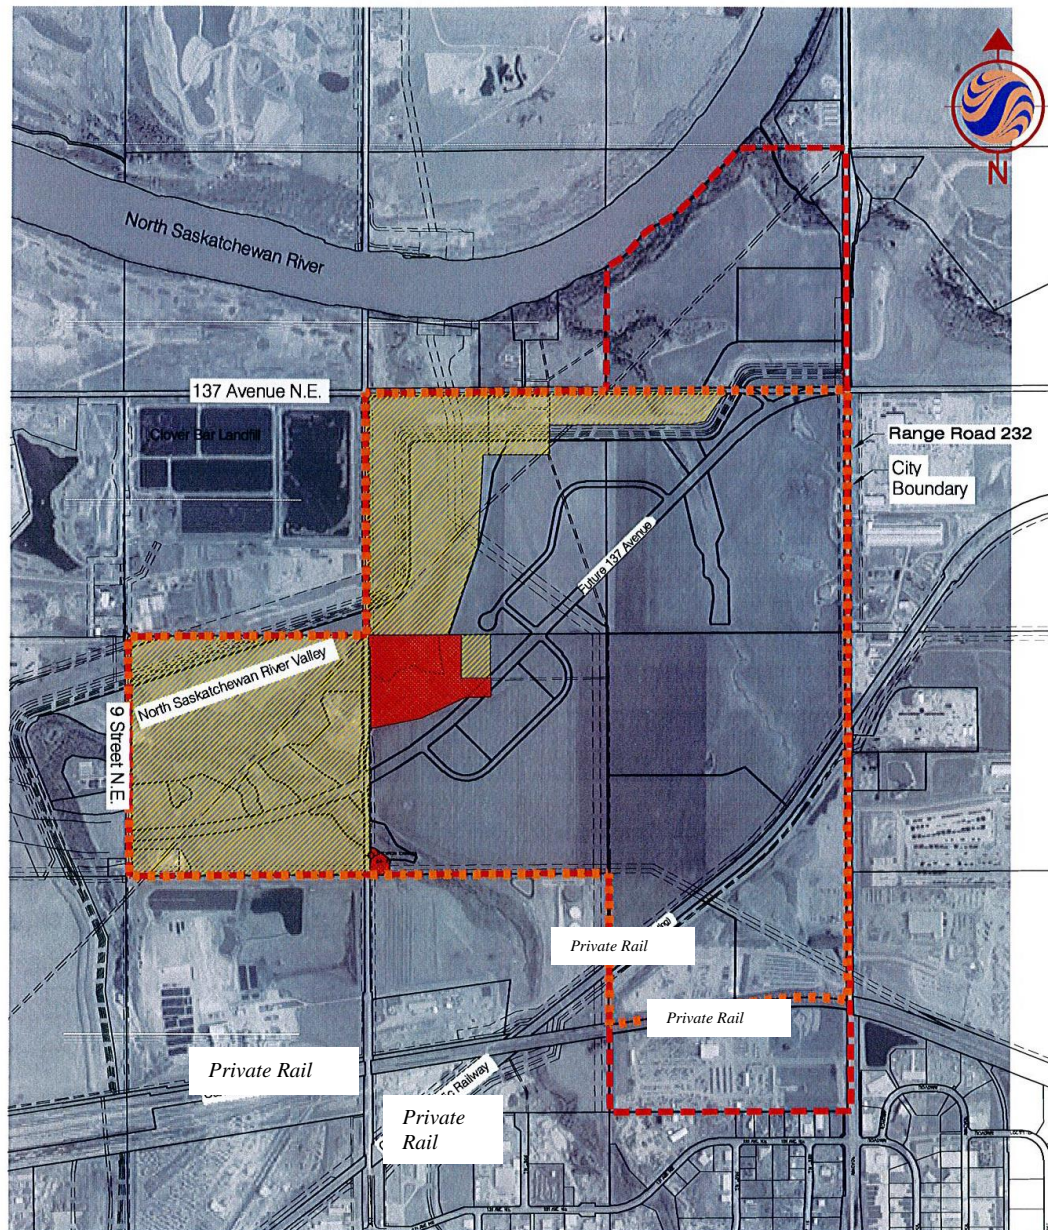 N
North Saskatchewan River
137 Avenue N.E.
Clover Bar Landfill
Range Road 232
City
Boundary
Future 137 Avenue
North Saskatchewan River Valley
9 Street N.E.
Private Rail
Private Rail
Private Rail
Railway
Private
Rail